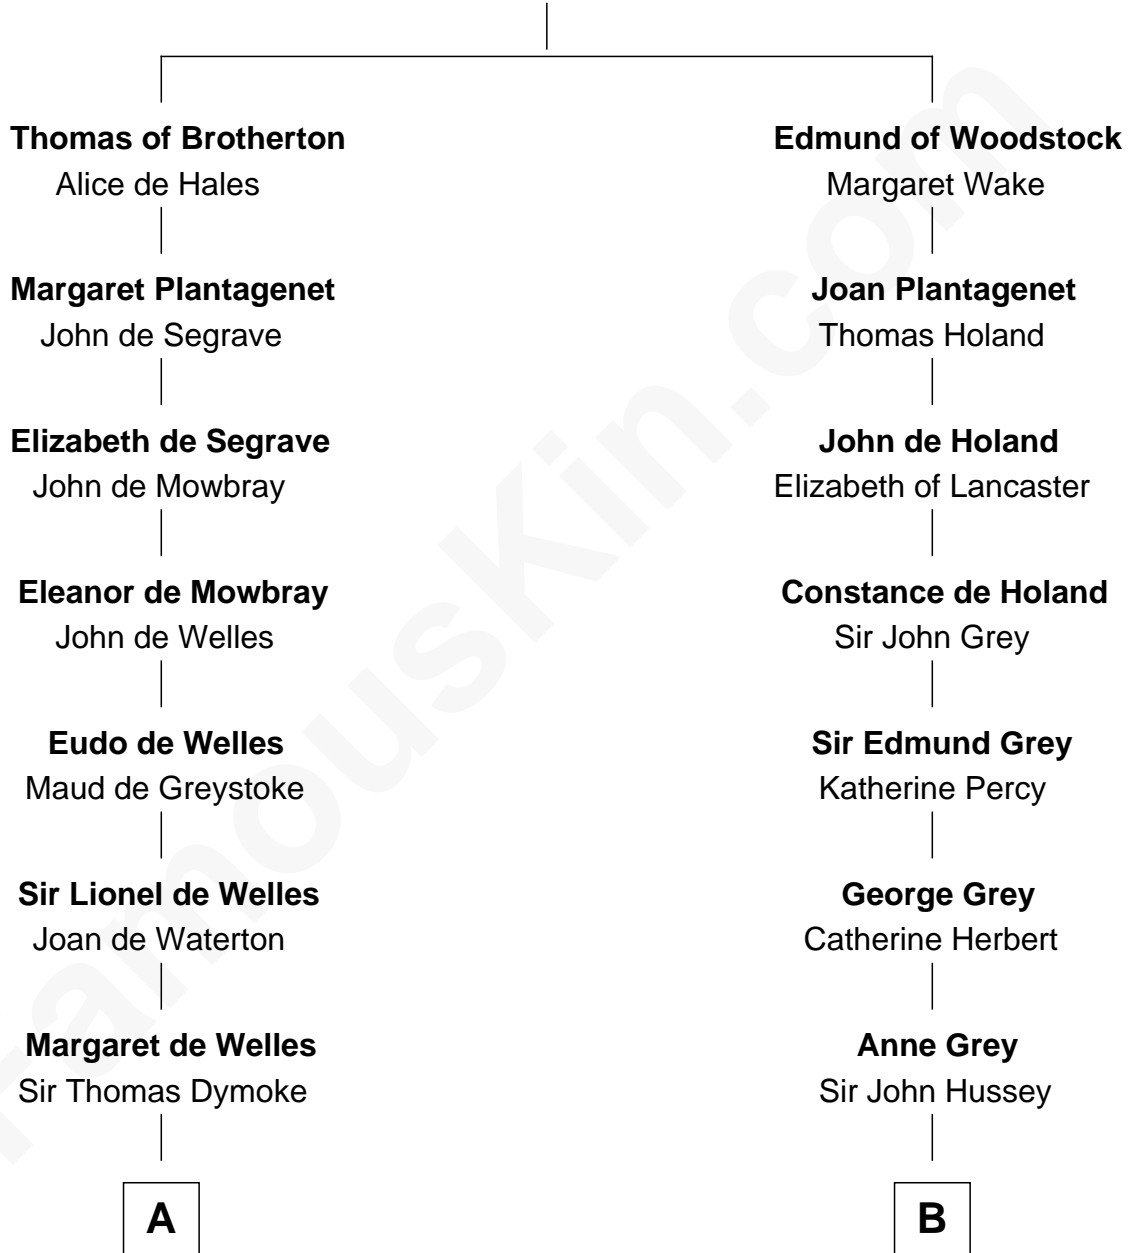 Thomas of Brotherton
Alice de Hales
Margaret Plantagenet
John de Segrave
Elizabeth de Segrave
John de Mowbray
Eleanor de Mowbray
John de Welles
Eudo de Welles
Maud de Greystoke
Sir Lionel de Welles
Joan de Waterton
Margaret de Welles
Sir Thomas Dymoke
A
Edmund of Woodstock
Margaret Wake
Joan Plantagenet
Thomas Holand
John de Holand
Elizabeth of Lancaster
Constance de Holand
Sir John Grey
Sir Edmund Grey
Katherine Percy
George Grey
Catherine Herbert
Anne Grey
Sir John Hussey
B
FamousKin.com